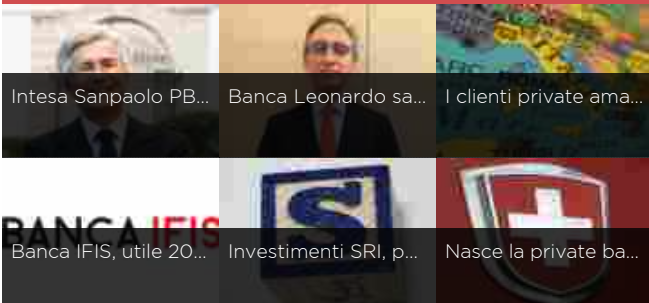 Intesa Sanpaolo PB...
Banca Leonardo sa...
I clienti private ama...
BANCA IFIS
Banca IFIS, utile 20...
S
Investimenti SRI, p...
Nasce la private ba...